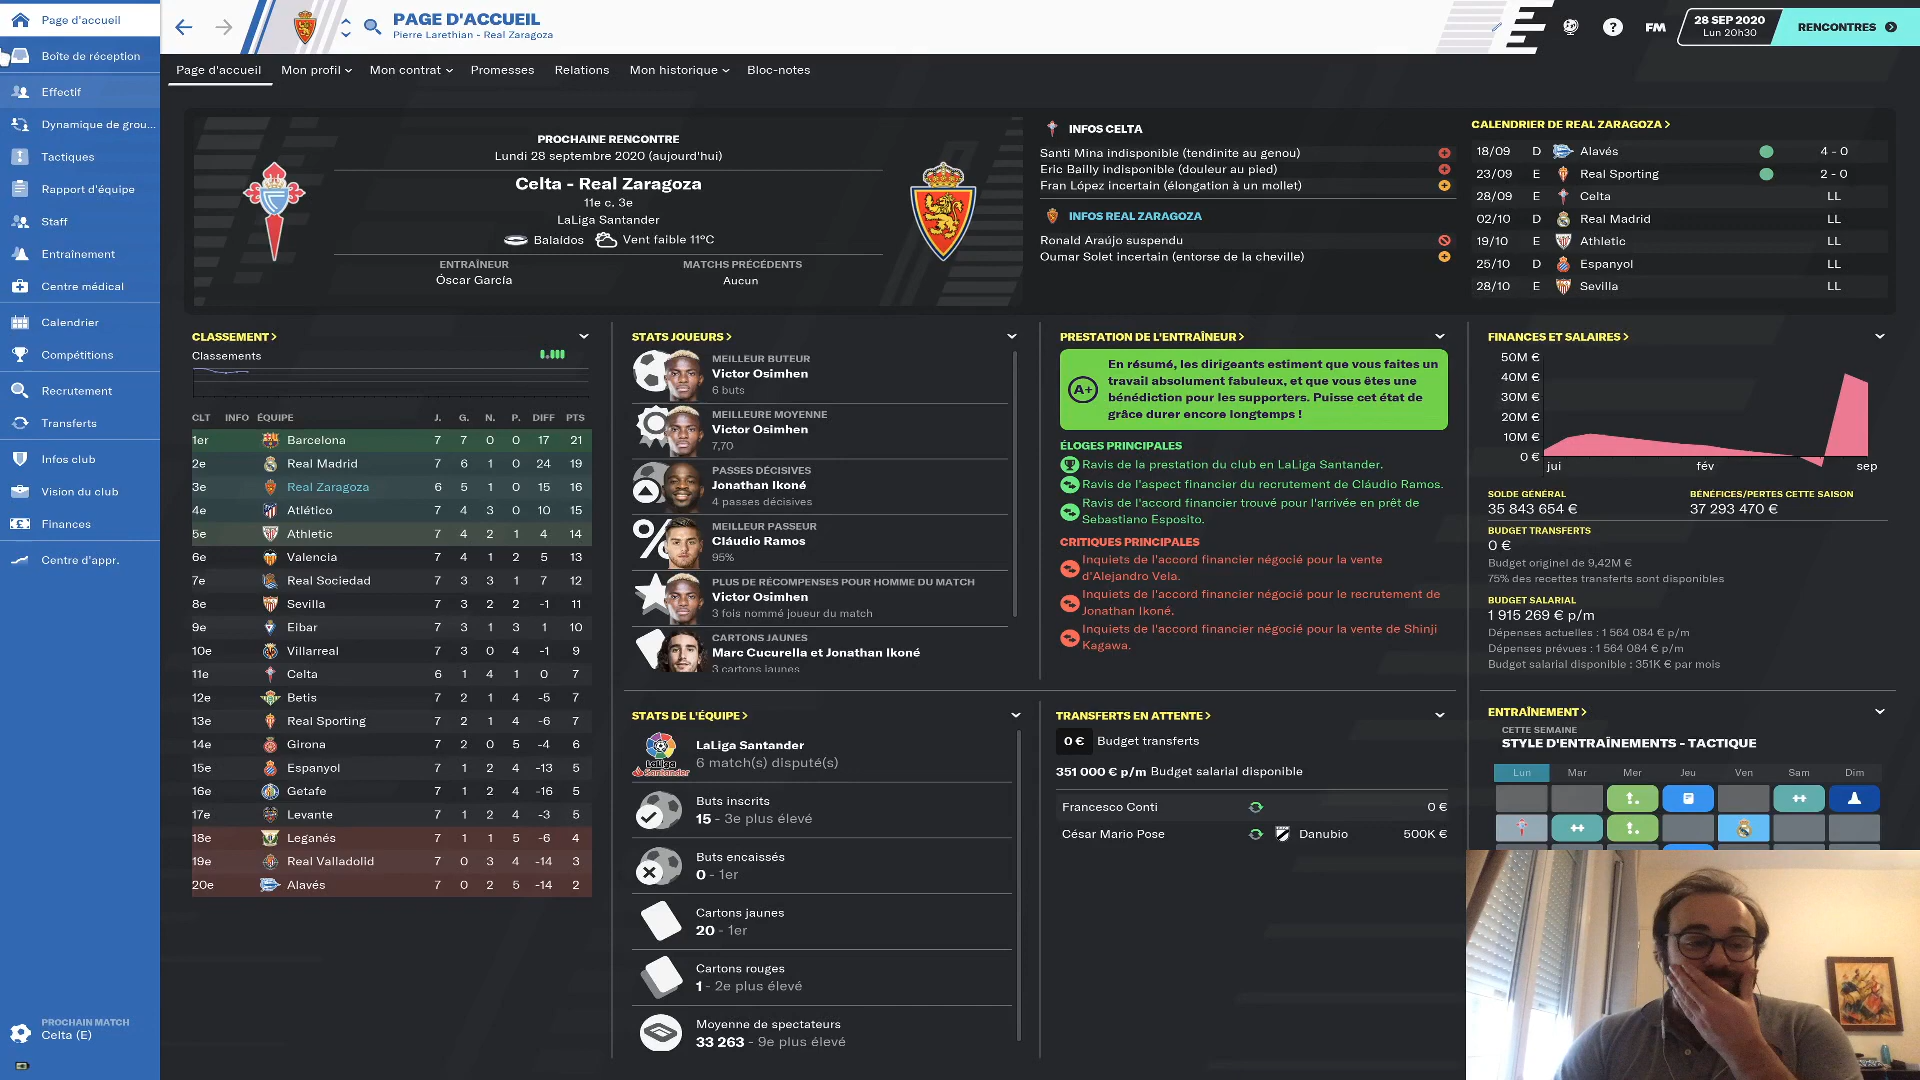 Page d'accueil
Boîte de réception
Effectif
Dynamique de grou...
Tactiques
Rapport d'équipe
Staff
Entraînement
Centre médical
Calendrier
Compétitions
Recrutement
Transferts
Infos club
Vision du club
Finances
Centre d'appr.
PROCHAIN MATCH
Celta (E)
PAGE D'ACCUEIL
Pierre Larethian - Real Zaragoza
FM
28 SEP 2020
Lun 20h30
RENCONTRES
Page d'accueil
Mon profil
Mon contrat
Promesses
Relations
Mon historique
Bloc-notes
PROCHAINE RENCONTRE
Lundi 28 septembre 2020 (aujourd'hui)
Celta - Real Zaragoza
11e c. 3e
LaLiga Santander
Balaídos Vent faible 11°C
ENTRAÎNEUR
Óscar García
MATCHS PRÉCÉDENTS
Aucun
INFOS CELTA
Santi Mina indisponible (tendinite au genou)
Eric Bailly indisponible (douleur au pied)
Fran López incertain (élongation à un mollet)
INFOS REAL ZARAGOZA
Ronald Araújo suspendu
Oumar Solet incertain (entorse de la cheville)
CALENDRIER DE REAL ZARAGOZA >
18/09 D Alavés 4 - 0
23/09 E Real Sporting 2 - 0
28/09 E Celta LL
02/10 D Real Madrid LL
19/10 E Athletic LL
25/10 D Espanyol LL
28/10 E Sevilla LL
CLASSEMENT >
Classements
CLT INFO ÉQUIPE J. G. N. P. DIFF PTS
1er Barcelona 7 7 0 0 17 21
2e Real Madrid 7 6 1 0 24 19
3e Real Zaragoza 6 5 1 0 15 16
4e Atlético 7 4 3 0 10 15
5e Athletic 7 4 2 1 4 14
6e Valencia 7 4 1 2 5 13
7e Real Sociedad 7 3 3 1 7 12
8e Sevilla 7 3 2 2 -1 11
9e Eibar 7 3 1 3 1 10
10e Villarreal 7 3 0 4 -1 9
11e Celta 6 1 4 1 0 7
12e Betis 7 2 1 4 -5 7
13e Real Sporting 7 2 1 4 -6 7
14e Girona 7 2 0 5 -4 6
15e Espanyol 7 1 2 4 -13 5
16e Getafe 7 1 2 4 -16 5
17e Levante 7 1 2 4 -3 5
18e Leganés 7 1 1 5 -6 4
19e Real Valladolid 7 0 3 4 -14 3
20e Alavés 7 0 2 5 -14 2
STATS JOUEURS >
MEILLEUR BUTEUR
Victor Osimhen
6 buts
MEILLEURE MOYENNE
Victor Osimhen
7,70
PASSES DÉCISIVES
Jonathan Ikoné
4 passes décisives
MEILLEUR PASSEUR
Cláudio Ramos
95%
PLUS DE RÉCOMPENSES POUR HOMME DU MATCH
Victor Osimhen
3 fois nommé joueur du match
CARTONS JAUNES
Marc Cucurella et Jonathan Ikoné
3 cartons jaunes
STATS DE L'ÉQUIPE >
LaLiga Santander
6 match(s) disputé(s)
Buts inscrits
15 - 3e plus élevé
Buts encaissés
0 - 1er
Cartons jaunes
20 - 1er
Cartons rouges
1 - 2e plus élevé
Moyenne de spectateurs
33 263 - 9e plus élevé
PRESTATION DE L'ENTRAÎNEUR >
A+
En résumé, les dirigeants estiment que vous faites un
travail absolument fabuleux, et que vous êtes une
bénédiction pour les supporters. Puisse cet état de
grâce durer encore longtemps !
ÉLOGES PRINCIPALES
Ravis de la prestation du club en LaLiga Santander.
Ravis de l'aspect financier du recrutement de Cláudio Ramos.
Ravis de l'accord financier trouvé pour l'arrivée en prêt de
Sebastiano Esposito.
CRITIQUES PRINCIPALES
Inquiets de l'accord financier négocié pour la vente
d'Alejandro Vela.
Inquiets de l'accord financier négocié pour le recrutement de
Jonathan Ikoné.
Inquiets de l'accord financier négocié pour la vente de Shinji
Kagawa.
TRANSFERTS EN ATTENTE >
0 € Budget transferts
351 000 € p/m Budget salarial disponible
Francesco Conti 0 €
César Mario Pose Danubio 500K €
FINANCES ET SALAIRES >
50M €
40M €
30M €
20M €
10M €
0 €
jui fév sep
SOLDE GÉNÉRAL
35 843 654 €
BÉNÉFICES/PERTES CETTE SAISON
37 293 470 €
BUDGET TRANSFERTS
0 €
Budget originel de 9,42M €
75% des recettes transferts sont disponibles
BUDGET SALARIAL
1 915 269 € p/m
Dépenses actuelles : 1 564 084 € p/m
Dépenses prévues : 1 564 084 € p/m
Budget salarial disponible : 351K € par mois
ENTRAÎNEMENT >
CETTE SEMAINE
STYLE D'ENTRAÎNEMENTS - TACTIQUE
Lun Mar Mer Jeu Ven Sam Dim